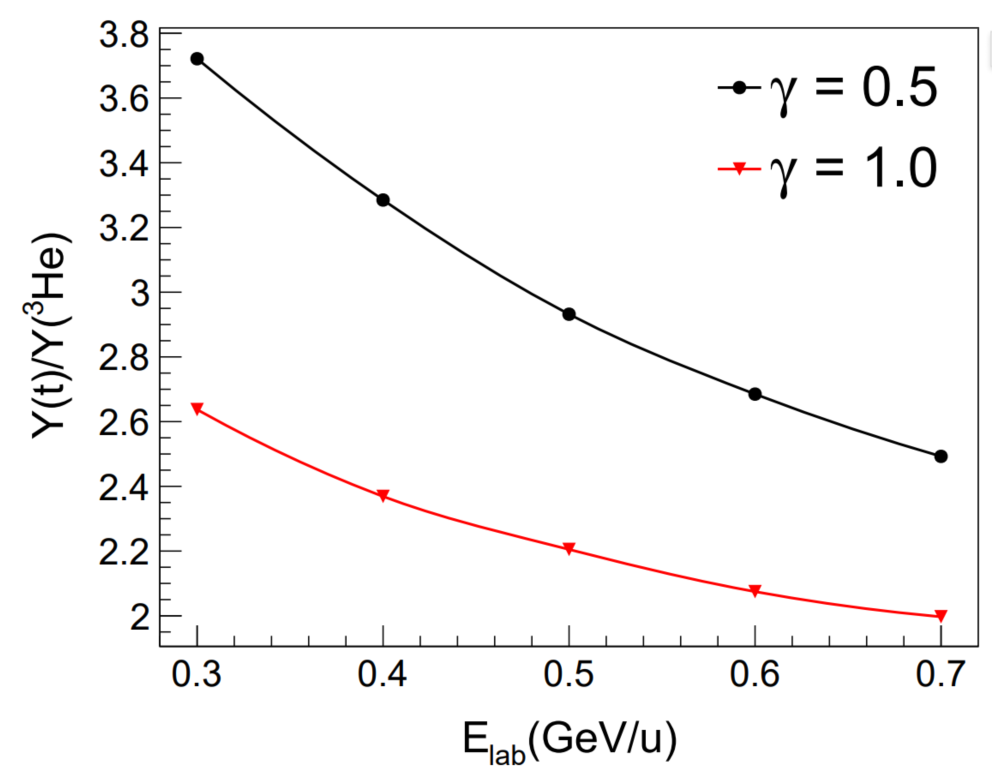 3.8
3.6
3.4
3.2
3
2.8
2.6
2.4
2.2
2
Y(t)/Y(³He)
γ = 0.5
γ = 1.0
0.3 0.4 0.5 0.6 0.7
E_lab(GeV/u)